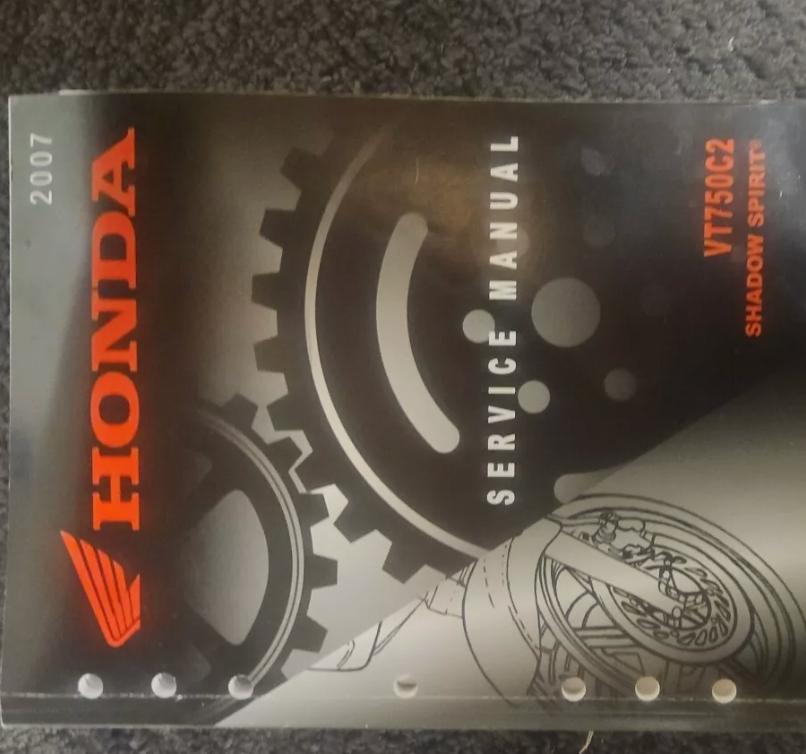 2007
HONDA
SERVICE MANUAL
VT750C2
SHADOW SPIRIT®